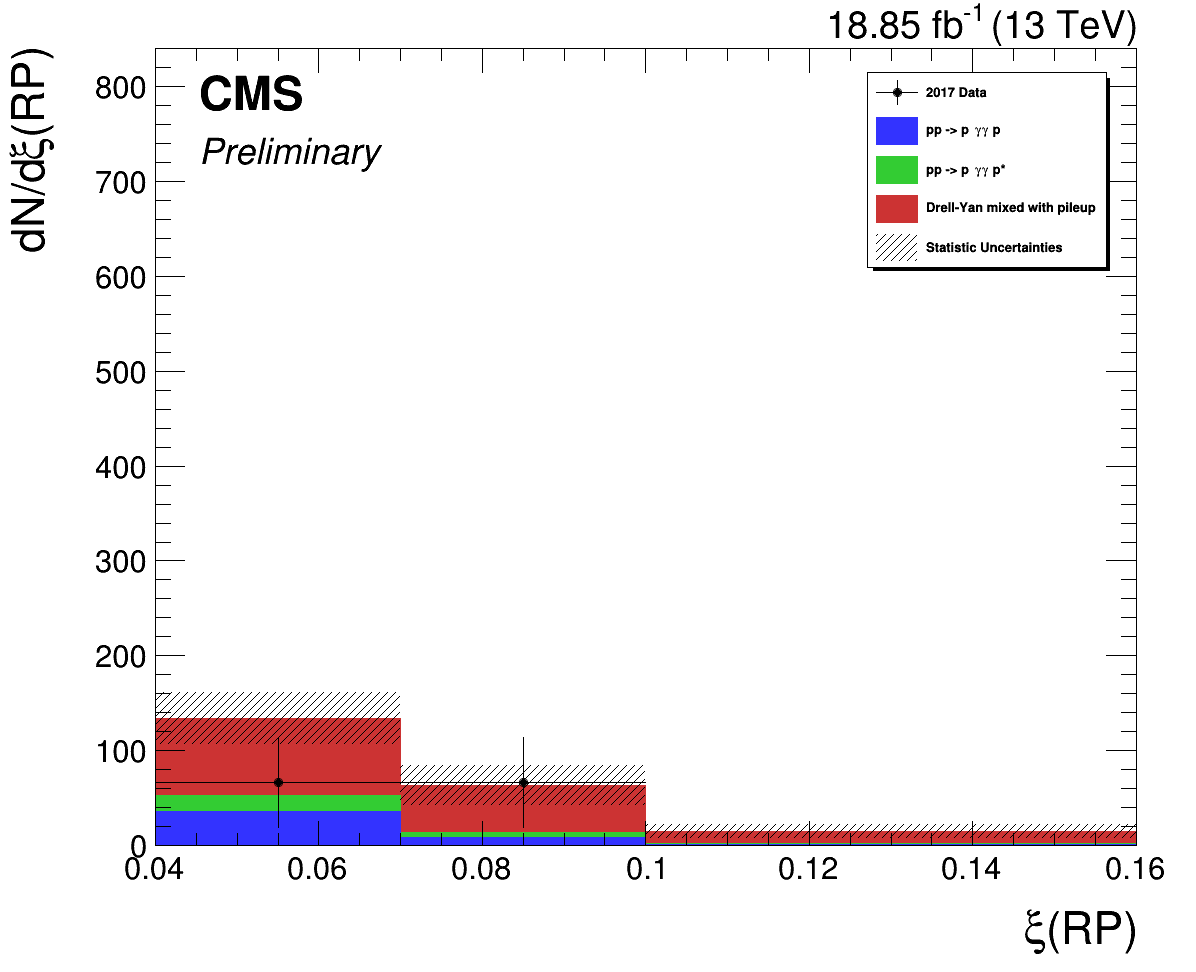 18.85 fb⁻¹ (13 TeV)
dN/dξ(RP)
CMS
Preliminary
2017 Data
pp -> p γγ p
pp -> p γγ p*
Drell-Yan mixed with pileup
Statistic Uncertainties
800
700
600
500
400
300
200
100
0
0.04 0.06 0.08 0.1 0.12 0.14 0.16
ξ(RP)